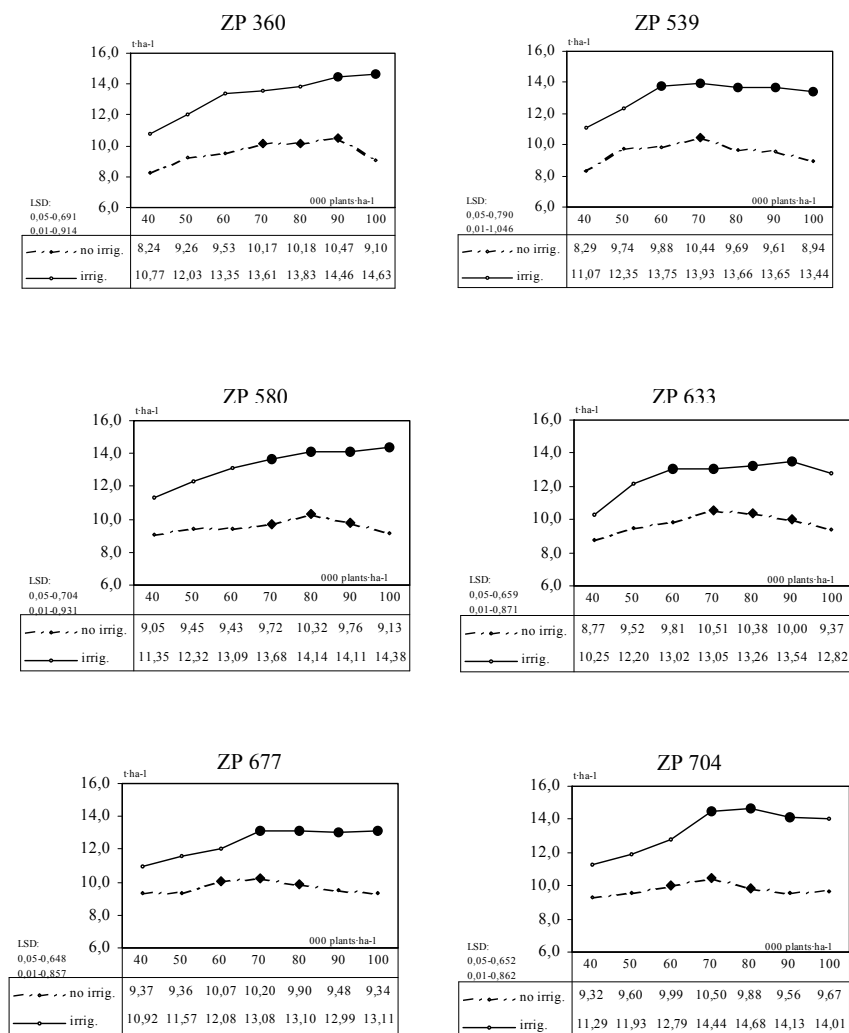 ZP 360
t·ha-1
16,0
14,0
12,0
10,0
8,0
6,0
000 plants·ha-1
LSD:
0,05-0,691
0,01-0,914
40 50 60 70 80 90 100
no irrig. 8,24 9,26 9,53 10,17 10,18 10,47 9,10
irrig. 10,77 12,03 13,35 13,61 13,83 14,46 14,63
ZP 539
t·ha-1
16,0
14,0
12,0
10,0
8,0
6,0
000 plants·ha-1
LSD:
0,05-0,790
0,01-1,046
40 50 60 70 80 90 100
no irrig. 8,29 9,74 9,88 10,44 9,69 9,61 8,94
irrig. 11,07 12,35 13,75 13,93 13,66 13,65 13,44
ZP 580
t·ha-1
16,0
14,0
12,0
10,0
8,0
6,0
000 plants·ha-1
LSD:
0,05-0,704
0,01-0,931
40 50 60 70 80 90 100
no irrig. 9,05 9,45 9,43 9,72 10,32 9,76 9,13
irrig. 11,35 12,32 13,09 13,68 14,14 14,11 14,38
ZP 633
t·ha-1
16,0
14,0
12,0
10,0
8,0
6,0
000 plants·ha-1
LSD:
0,05-0,659
0,01-0,871
40 50 60 70 80 90 100
no irrig. 8,77 9,52 9,81 10,51 10,38 10,00 9,37
irrig. 10,25 12,20 13,02 13,05 13,26 13,54 12,82
ZP 677
t·ha-1
16,0
14,0
12,0
10,0
8,0
6,0
000 plants·ha-1
LSD:
0,05-0,648
0,01-0,857
40 50 60 70 80 90 100
no irrig. 9,37 9,36 10,07 10,20 9,90 9,48 9,34
irrig. 10,92 11,57 12,08 13,08 13,10 12,99 13,11
ZP 704
t·ha-1
16,0
14,0
12,0
10,0
8,0
6,0
000 plants·ha-1
LSD:
0,05-0,652
0,01-0,862
40 50 60 70 80 90 100
no irrig. 9,32 9,60 9,99 10,50 9,88 9,56 9,67
irrig. 11,29 11,93 12,79 14,44 14,68 14,13 14,01